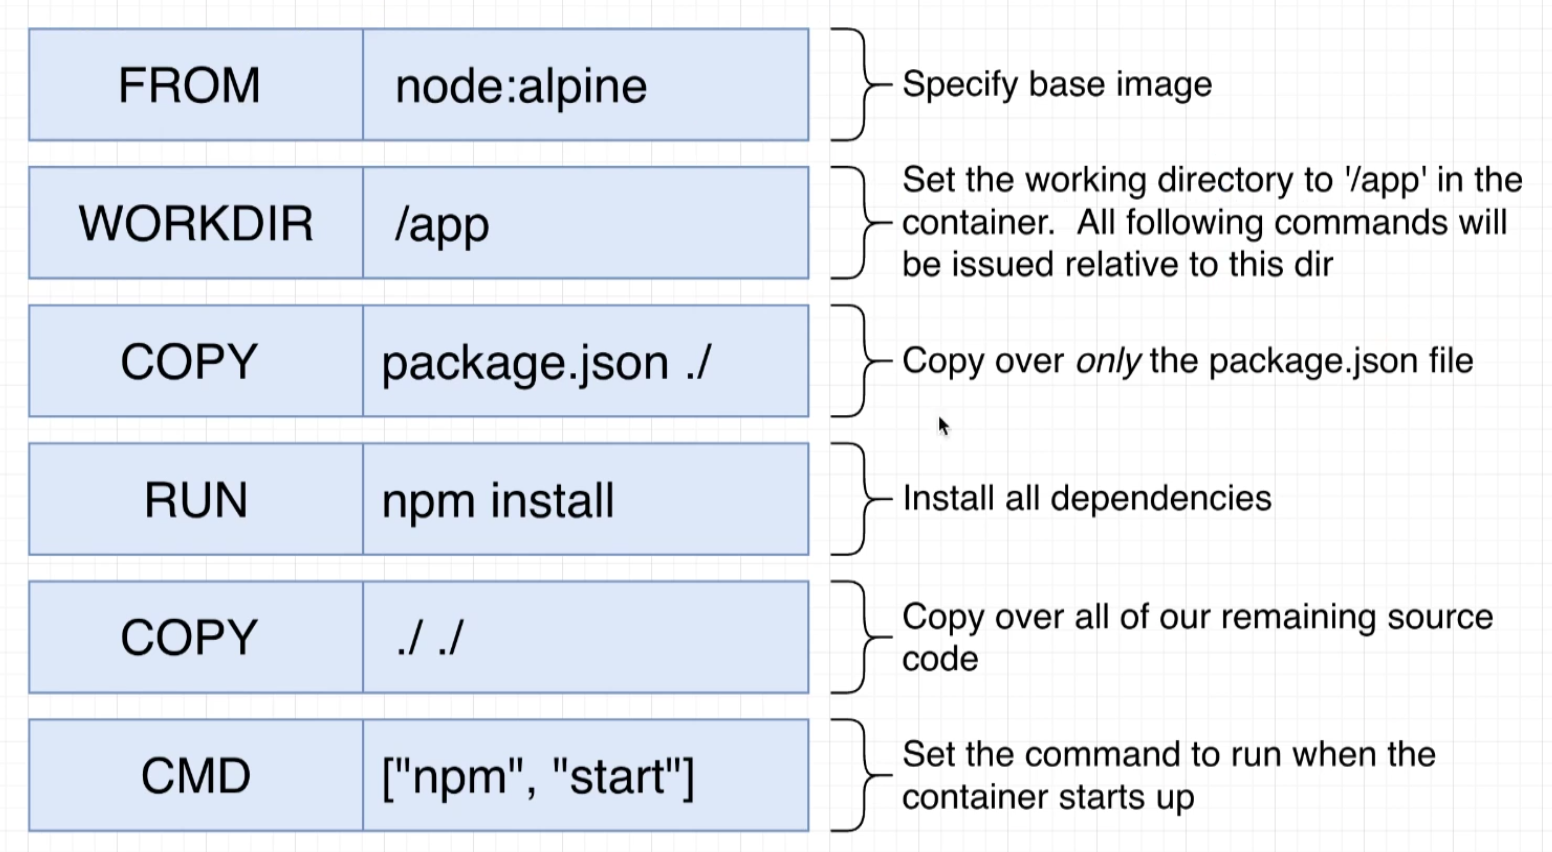 FROM node:alpine
Specify base image
WORKDIR /app
Set the working directory to '/app' in the
container.  All following commands will
be issued relative to this dir
COPY package.json ./
Copy over only the package.json file
RUN npm install
Install all dependencies
COPY ./ ./
Copy over all of our remaining source
code
CMD ["npm", "start"]
Set the command to run when the
container starts up